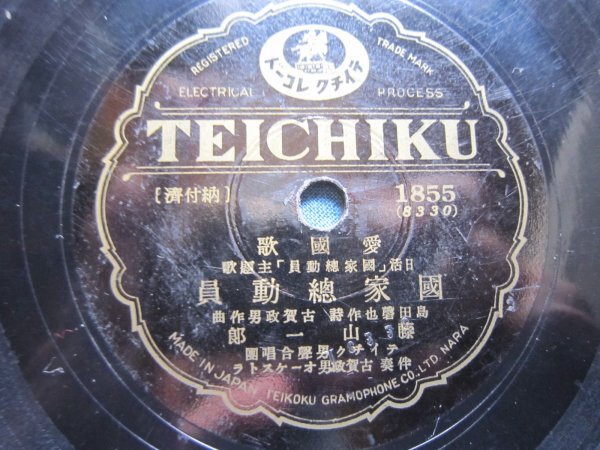 REGISTERED TRADE MARK
テイチクレコード
ELECTRICAL PROCESS
TEICHIKU
［納付濟］ 1855
(8330)
愛國歌
日活「國家總動員」主題歌
國家總動員
島田磬也作詩 古賀政男作曲
藤山一郎
テイチク男聲合唱團
伴奏 古賀政男オーケストラ
MADE IN JAPAN TEIKOKU GRAMOPHONE CO. LTD. NARA